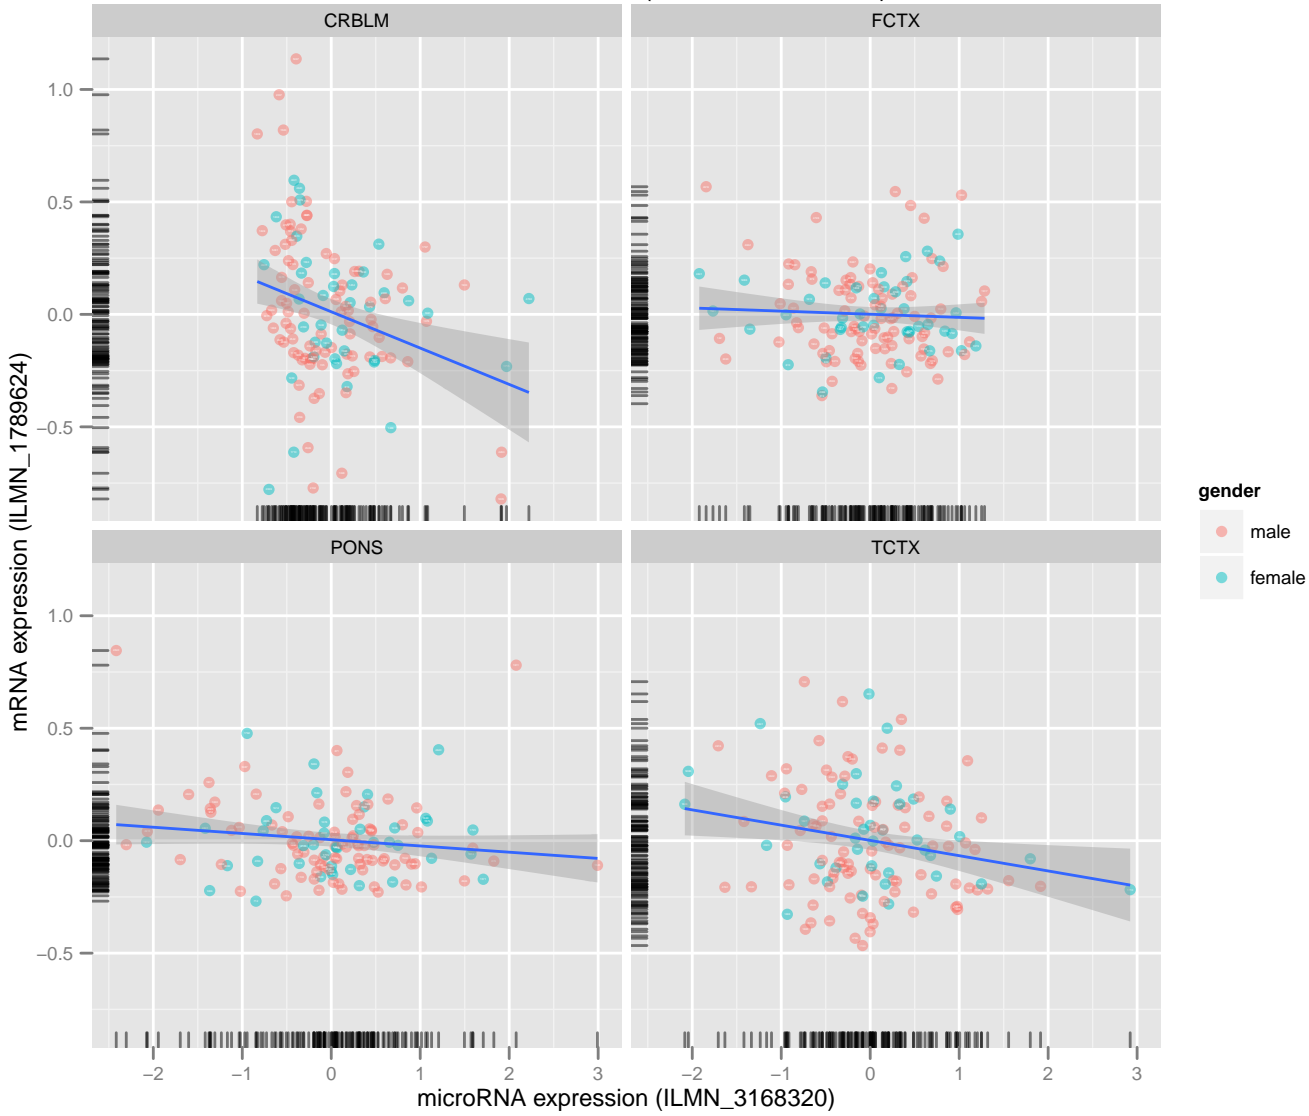 CRBLM
FCTX
1.0
0.5
0.0
−0.5
PONS
TCTX
1.0
0.5
0.0
−0.5
−2 −1 0 1 2 3
−2 −1 0 1 2 3
microRNA expression (ILMN_3168320)
mRNA expression (ILMN_1789624)
gender
male
female